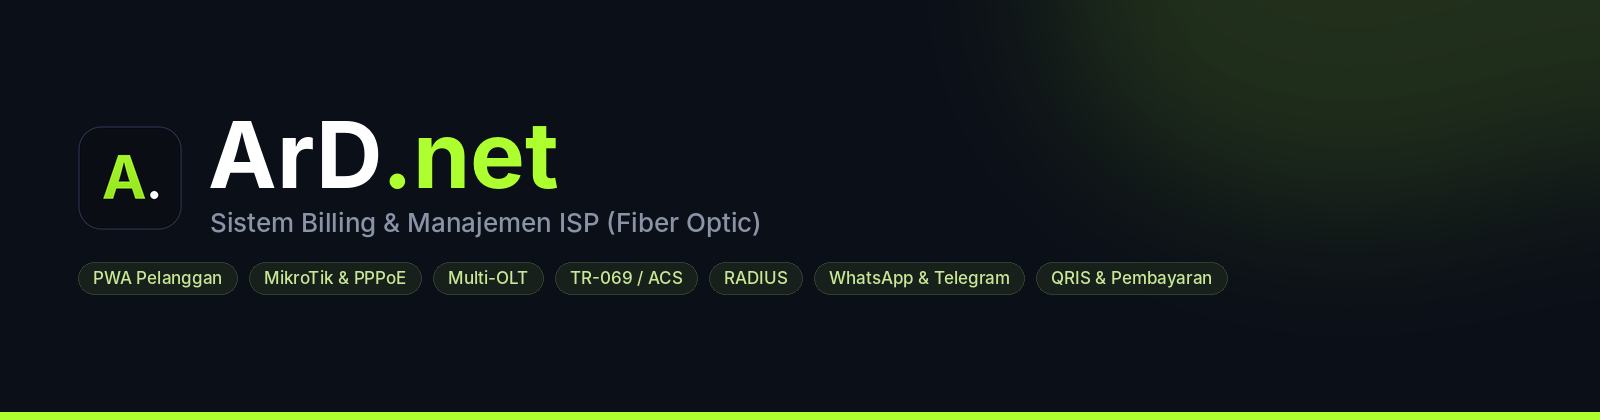 A.
ArD.net
Sistem Billing & Manajemen ISP (Fiber Optic)
PWA Pelanggan MikroTik & PPPoE Multi-OLT TR-069 / ACS RADIUS WhatsApp & Telegram QRIS & Pembayaran